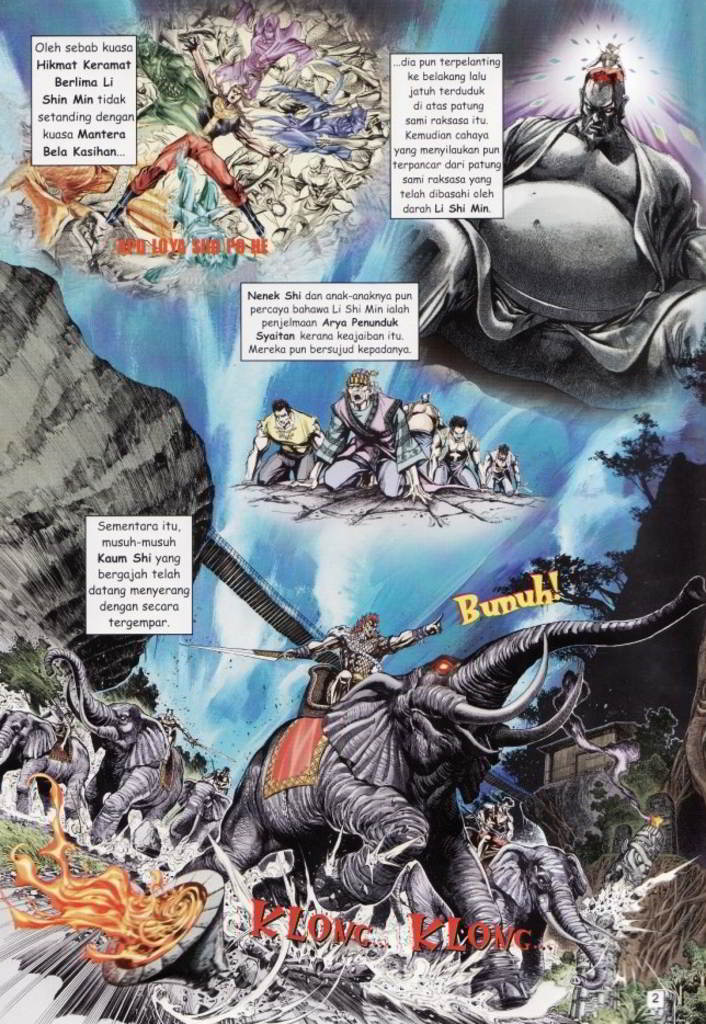 Oleh sebab kuasa
Hikmat Keramat
Berlima Li
Shin Min tidak
setanding dengan
kuasa Mantera
Bela Kasihan...
...dia pun terpelanting
ke belakang lalu
jatuh terduduk
di atas patung
sami raksasa itu.
Kemudian cahaya
yang menyilaukan pun
terpancar dari patung
sami raksasa yang
telah dibasahi oleh
darah Li Shi Min.
LOYA
Nenek Shi dan anak-anaknya pun
percaya bahawa Li Shi Min ialah
penjelmaan Arya Penunduk
Syaitan kerana keajaiban itu.
Mereka pun bersujud kepadanya.
Sementara itu,
musuh-musuh
Kaum Shi yang
bergajah telah
datang menyerang
dengan secara
tergempar.
Bunuh!
KLONG... KLONG...
2